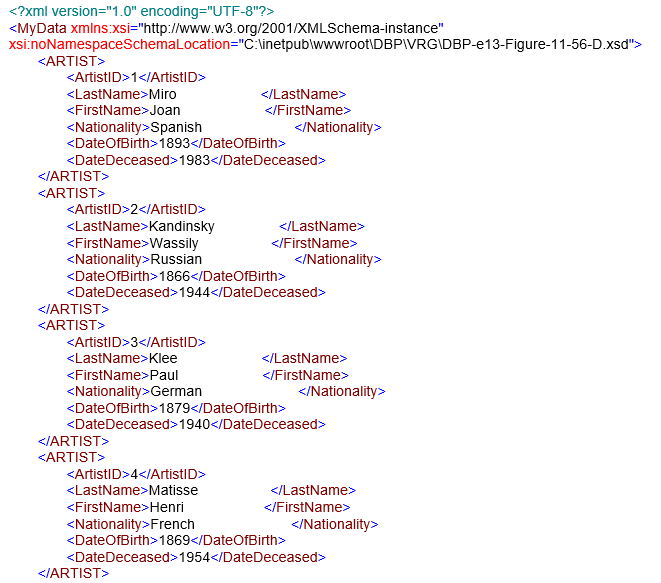 <?xml version="1.0" encoding="UTF-8"?>
<MyData xmlns:xsi="http://www.w3.org/2001/XMLSchema-instance"
xsi:noNamespaceSchemaLocation="C:\inetpub\wwwroot\DBP\VRG\DBP-e13-Figure-11-56-D.xsd">
<ARTIST>
<ArtistID>1</ArtistID>
<LastName>Miro                     </LastName>
<FirstName>Joan                     </FirstName>
<Nationality>Spanish                       </Nationality>
<DateOfBirth>1893</DateOfBirth>
<DateDeceased>1983</DateDeceased>
</ARTIST>
<ARTIST>
<ArtistID>2</ArtistID>
<LastName>Kandinsky                </LastName>
<FirstName>Wassily                  </FirstName>
<Nationality>Russian                       </Nationality>
<DateOfBirth>1866</DateOfBirth>
<DateDeceased>1944</DateDeceased>
</ARTIST>
<ARTIST>
<ArtistID>3</ArtistID>
<LastName>Klee                     </LastName>
<FirstName>Paul                     </FirstName>
<Nationality>German                        </Nationality>
<DateOfBirth>1879</DateOfBirth>
<DateDeceased>1940</DateDeceased>
</ARTIST>
<ARTIST>
<ArtistID>4</ArtistID>
<LastName>Matisse                  </LastName>
<FirstName>Henri                    </FirstName>
<Nationality>French                        </Nationality>
<DateOfBirth>1869</DateOfBirth>
<DateDeceased>1954</DateDeceased>
</ARTIST>